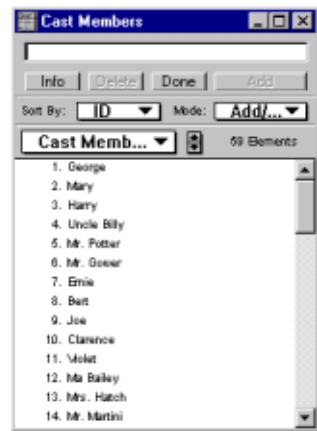 Cast Members
Info Delete Done Add
Sort By: ID Mode: Add/...
Cast Memb... 59 Elements
1. George
2. Mary
3. Harry
4. Uncle Billy
5. Mr. Potter
6. Mr. Gower
7. Ernie
8. Bert
9. Joe
10. Clarence
11. Violet
12. Ma Bailey
13. Mrs. Hatch
14. Mr. Martini